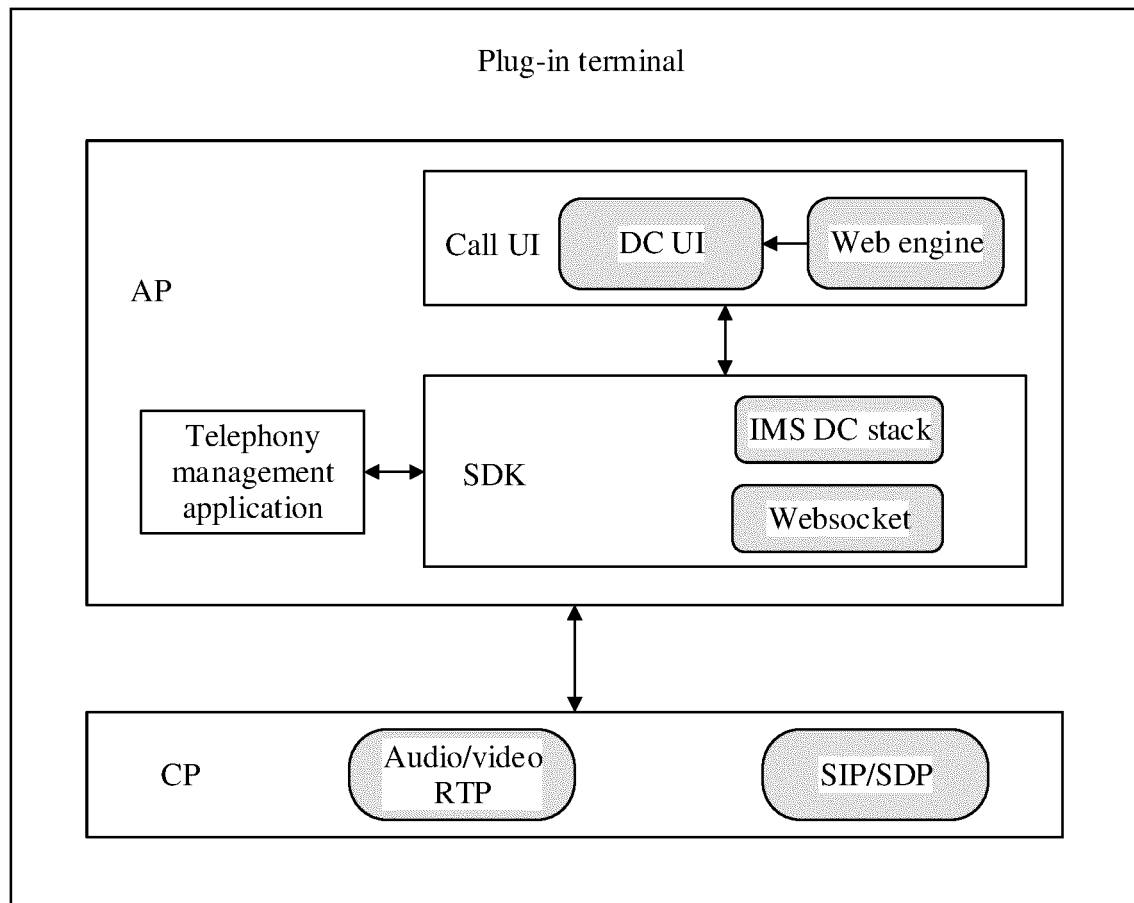 Plug-in terminal
Call UI
DC UI
Web engine
AP
Telephony
management
application
SDK
IMS DC stack
Websocket
CP
Audio/video
RTP
SIP/SDP